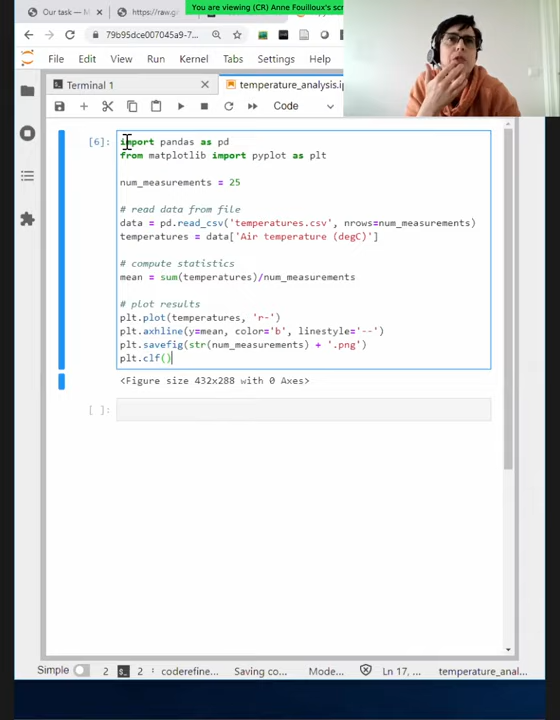 You are viewing (CR) Anne Fouilloux's scr
Our task — M
https://raw.g
79b95dce007045a9-7...
File Edit View Run Kernel Tabs Settings
Terminal 1
temperature_analysis.ip
Code
[6]:
import pandas as pd
from matplotlib import pyplot as plt
num_measurements = 25
# read data from file
data = pd.read_csv('temperatures.csv', nrows=num_measurements)
temperatures = data['Air temperature (degC)']
# compute statistics
mean = sum(temperatures)/num_measurements
# plot results
plt.plot(temperatures, 'r-')
plt.axhline(y=mean, color='b', linestyle='--')
plt.savefig(str(num_measurements) + '.png')
plt.clf()
<Figure size 432x288 with 0 Axes>
[ ]:
Simple 2 2 coderefine... Saving co... Mode... Ln 17,... temperature_anal...